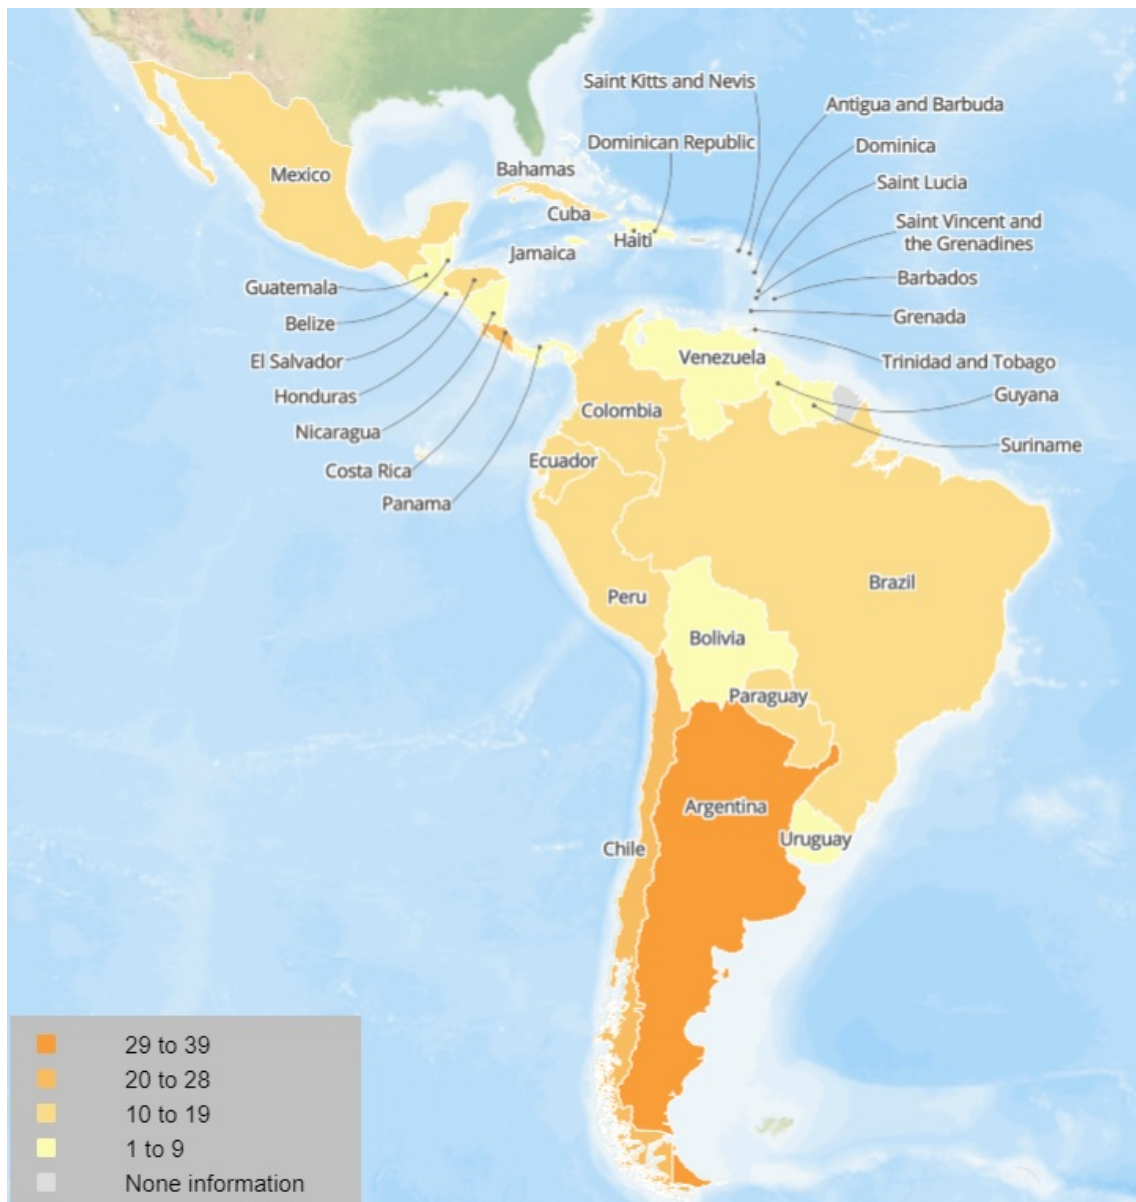 Saint Kitts and Nevis
Antigua and Barbuda
Dominican Republic
Dominica
Bahamas
Mexico
Saint Lucia
Cuba
Saint Vincent and
the Grenadines
Haiti
Jamaica
Barbados
Guatemala
Grenada
Belize
Venezuela
El Salvador
Trinidad and Tobago
Honduras
Guyana
Colombia
Nicaragua
Suriname
Ecuador
Costa Rica
Panama
Brazil
Peru
Bolivia
Paraguay
Argentina
Uruguay
Chile
29 to 39
20 to 28
10 to 19
1 to 9
None information